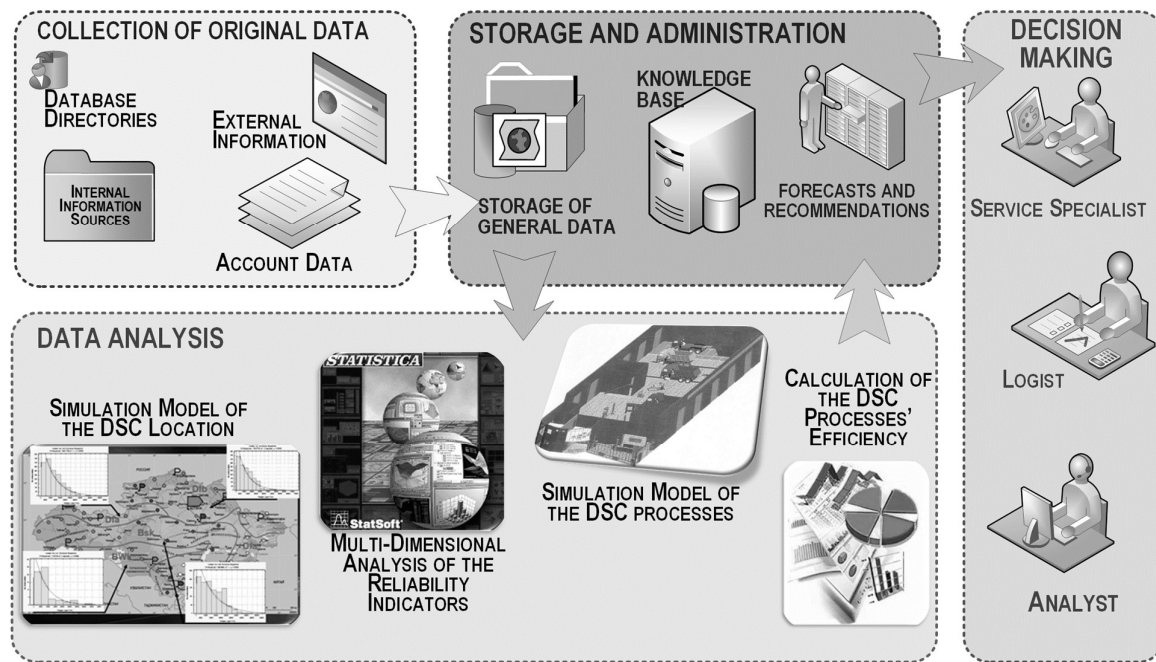 COLLECTION OF ORIGINAL DATA
DATABASE
DIRECTORIES
EXTERNAL
INFORMATION
INTERNAL
INFORMATION
SOURCES
ACCOUNT DATA
STORAGE AND ADMINISTRATION
KNOWLEDGE
BASE
STORAGE OF
GENERAL DATA
FORECASTS AND
RECOMMENDATIONS
DECISION
MAKING
SERVICE SPECIALIST
LOGIST
ANALYST
DATA ANALYSIS
SIMULATION MODEL OF
THE DSC LOCATION
STATISTICA
StatSoft
MULTI-DIMENSIONAL
ANALYSIS OF THE
RELIABILITY
INDICATORS
SIMULATION MODEL OF
THE DSC PROCESSES
CALCULATION OF
THE DSC
PROCESSES'
EFFICIENCY